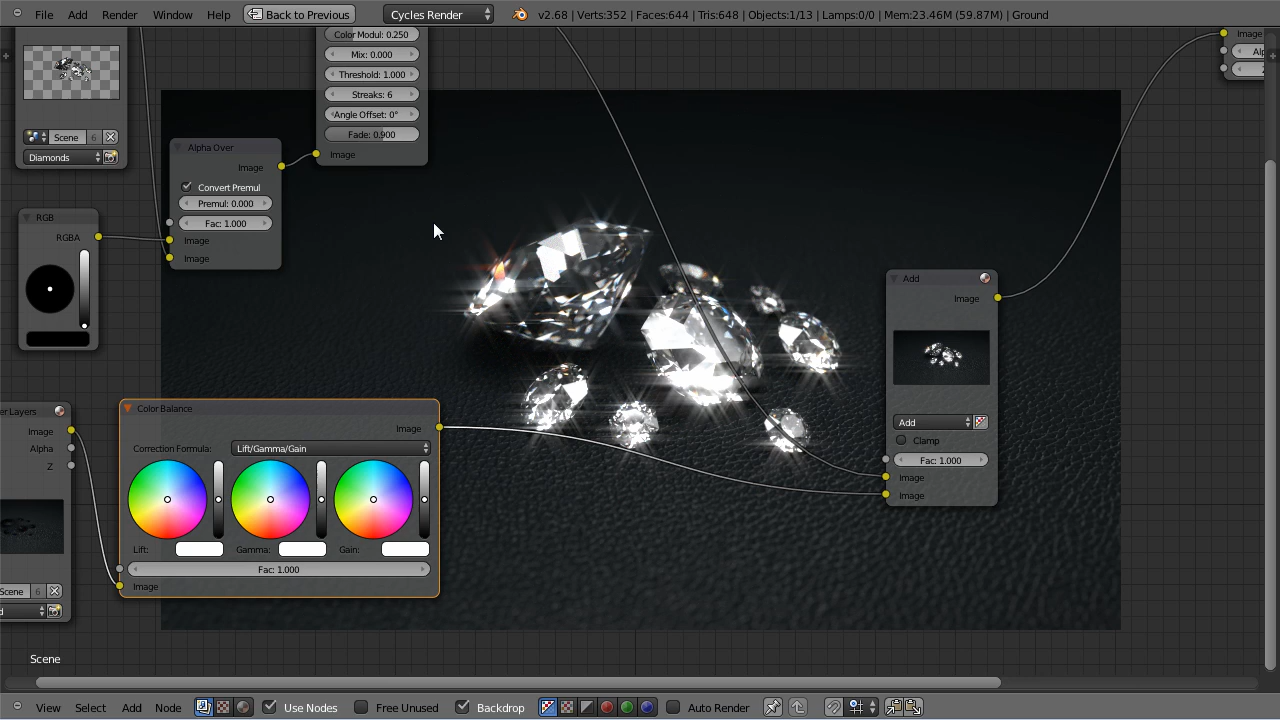 File Add Render Window Help Back to Previous Cycles Render v2.68 | Verts:352 | Faces:644 | Tris:648 | Objects:1/13 | Lamps:0/0 | Mem:23.46M (59.87M) | Ground
Color Modul: 0.250
Mix: 0.000
Threshold: 1.000
Streaks: 6
Angle Offset: 0°
Fade: 0.900
Image
Scene 6
Diamonds
Alpha Over
Image
Convert Premul
Premul: 0.000
Fac: 1.000
Image
Image
RGB
RGBA
Image
Add
Image
Add
Clamp
Fac: 1.000
Image
Image
er Layers
Image
Alpha
Z
Scene 6
Color Balance
Image
Correction Formula: Lift/Gamma/Gain
Lift: Gamma: Gain:
Fac: 1.000
Image
Scene
View Select Add Node Use Nodes Free Unused Backdrop Auto Render